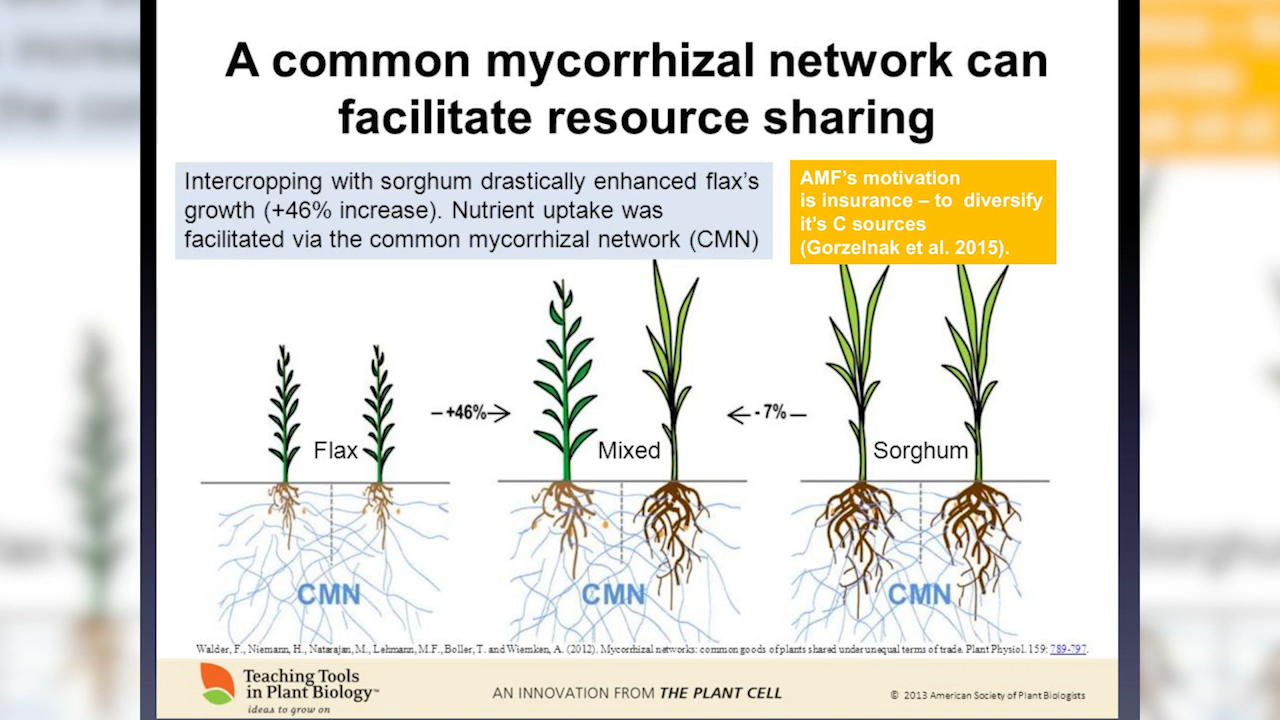 A common mycorrhizal network can
facilitate resource sharing
Intercropping with sorghum drastically enhanced flax's
growth (+46% increase). Nutrient uptake was
facilitated via the common mycorrhizal network (CMN)
AMF's motivation
is insurance – to diversify
it's C sources
(Gorzelnak et al. 2015).
+46%
- 7%
Flax
Mixed
Sorghum
CMN
CMN
CMN
Walder, F., Niemann, H., Natarajan, M., Lehmann, M.F., Boller, T. and Wiemken, A. (2012). Mycorrhizal networks: common goods of plants shared under unequal terms of trade. Plant Physiol. 159: 789-797.
Teaching Tools
in Plant Biology™
ideas to grow on
AN INNOVATION FROM THE PLANT CELL
© 2013 American Society of Plant Biologists